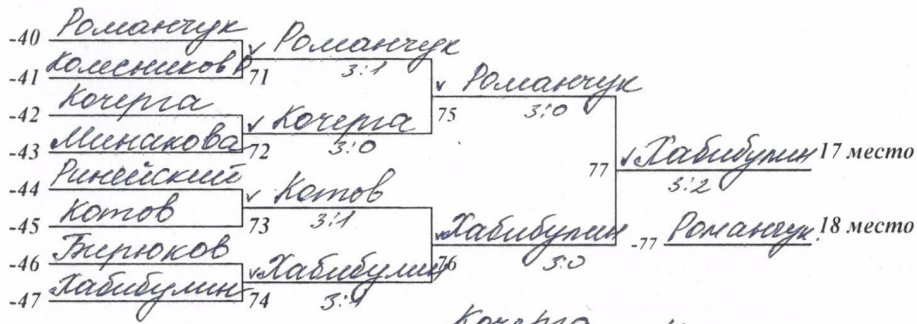 -40 Романчук
-41 Колесников Р
71 ᵛ Романчук 3:1
-42 Кочерга
-43 Минакова
72 ᵛ Кочерга 3:0
75 ᵛ Романчук 3:0
-44 Ринейский
-45 Котов
73 ᵛ Котов 3:1
-46 Бирюков
-47 Хабибулин
74 ᵛ Хабибулин 3:1
76 ᵛ Хабибулин 3:0
77 ᵛ Хабибулин 3:2 17 место
-77 Романчук 18 место
Кочерга